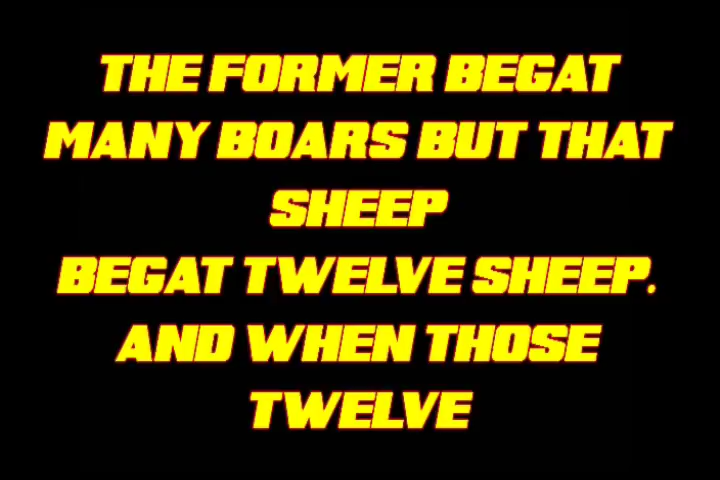 THE FORMER BEGAT
MANY BOARS BUT THAT
SHEEP
BEGAT TWELVE SHEEP.
AND WHEN THOSE
TWELVE